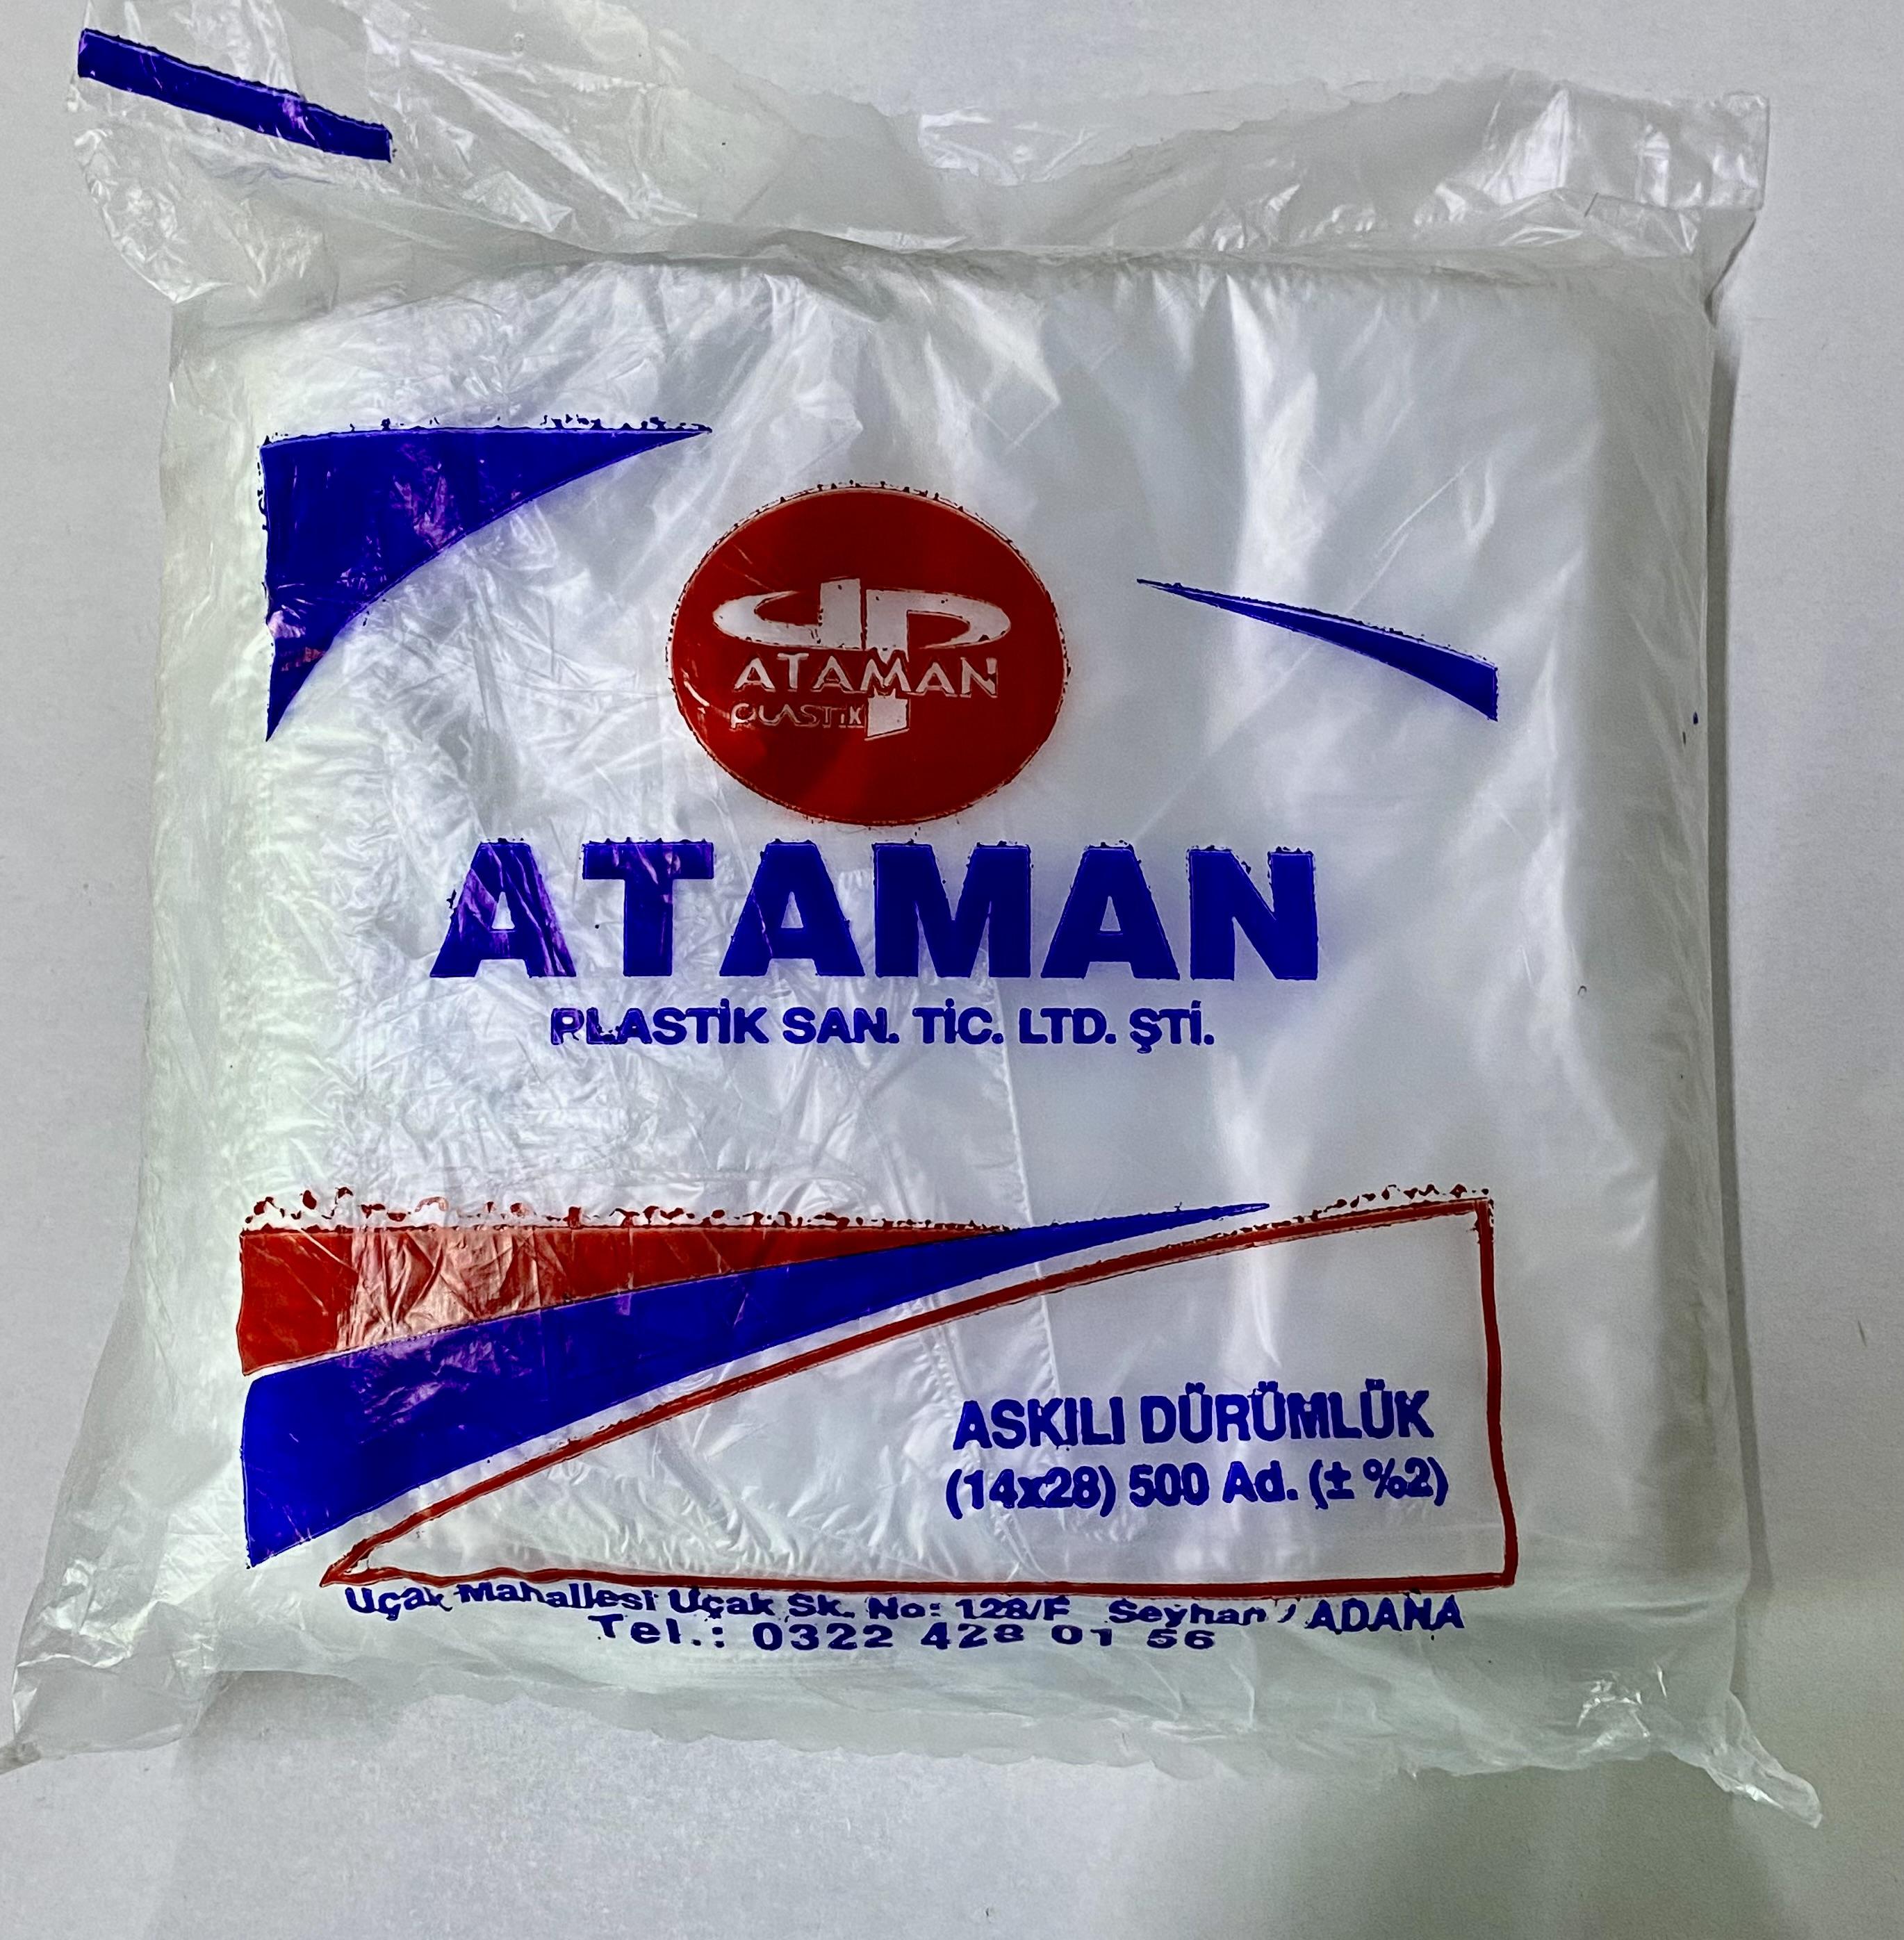 ATAMAN
PLASTİK
ATAMAN
PLASTİK SAN. TİC. LTD. ŞTİ.
ASKILI DÜRÜMLÜK
(14x28) 500 Ad. (± %2)
Uçak Mahallesi Uçak Sk. No: 128/F Seyhan / ADANA
Tel.: 0322 428 01 56